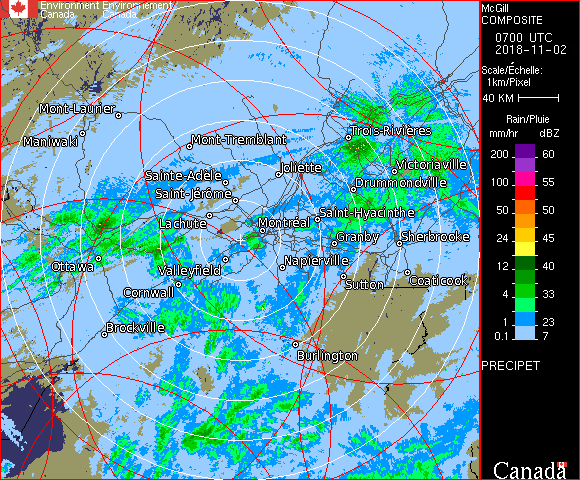 Environment Environnement
Canada Canada
McGill
COMPOSITE
0700 UTC
2018-11-02
Scale/Échelle:
1km/Pixel
40 KM
Rain/Pluie
mm/hr dBZ
200 60
100 55
50 50
24 45
12 40
4 33
1 23
0.1 7
PRECIPET
Canada
Mont-Laurier
Maniwaki
Mont-Tremblant
Trois-Rivières
Joliette
Victoriaville
Sainte-Adele
Drummondville
Saint-Jérôme
Lachute
Saint-Hyacinthe
Montréal
Granby
Sherbrooke
Ottawa
Valleyfield
Napierville
Sutton
Coaticook
Cornwall
Brockville
Burlington